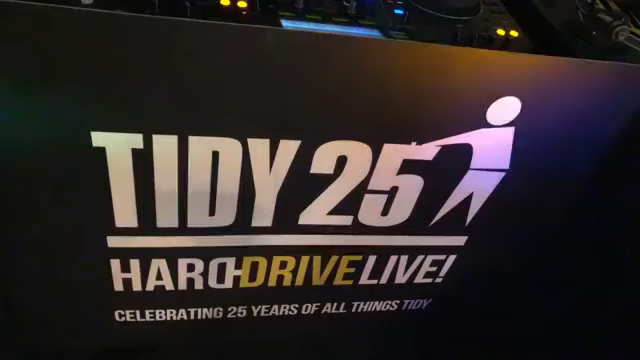 TIDY 25
HARD-DRIVE LIVE!
CELEBRATING 25 YEARS OF ALL THINGS TIDY